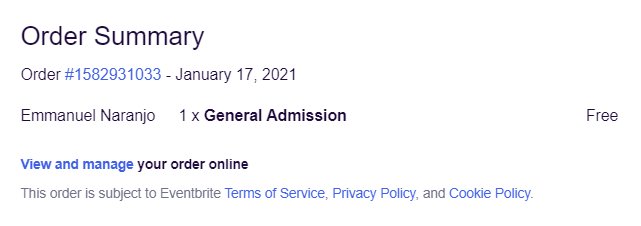 Order Summary
Order #1582931033 - January 17, 2021
Emmanuel Naranjo 1 x General Admission Free
View and manage your order online
This order is subject to Eventbrite Terms of Service, Privacy Policy, and Cookie Policy.